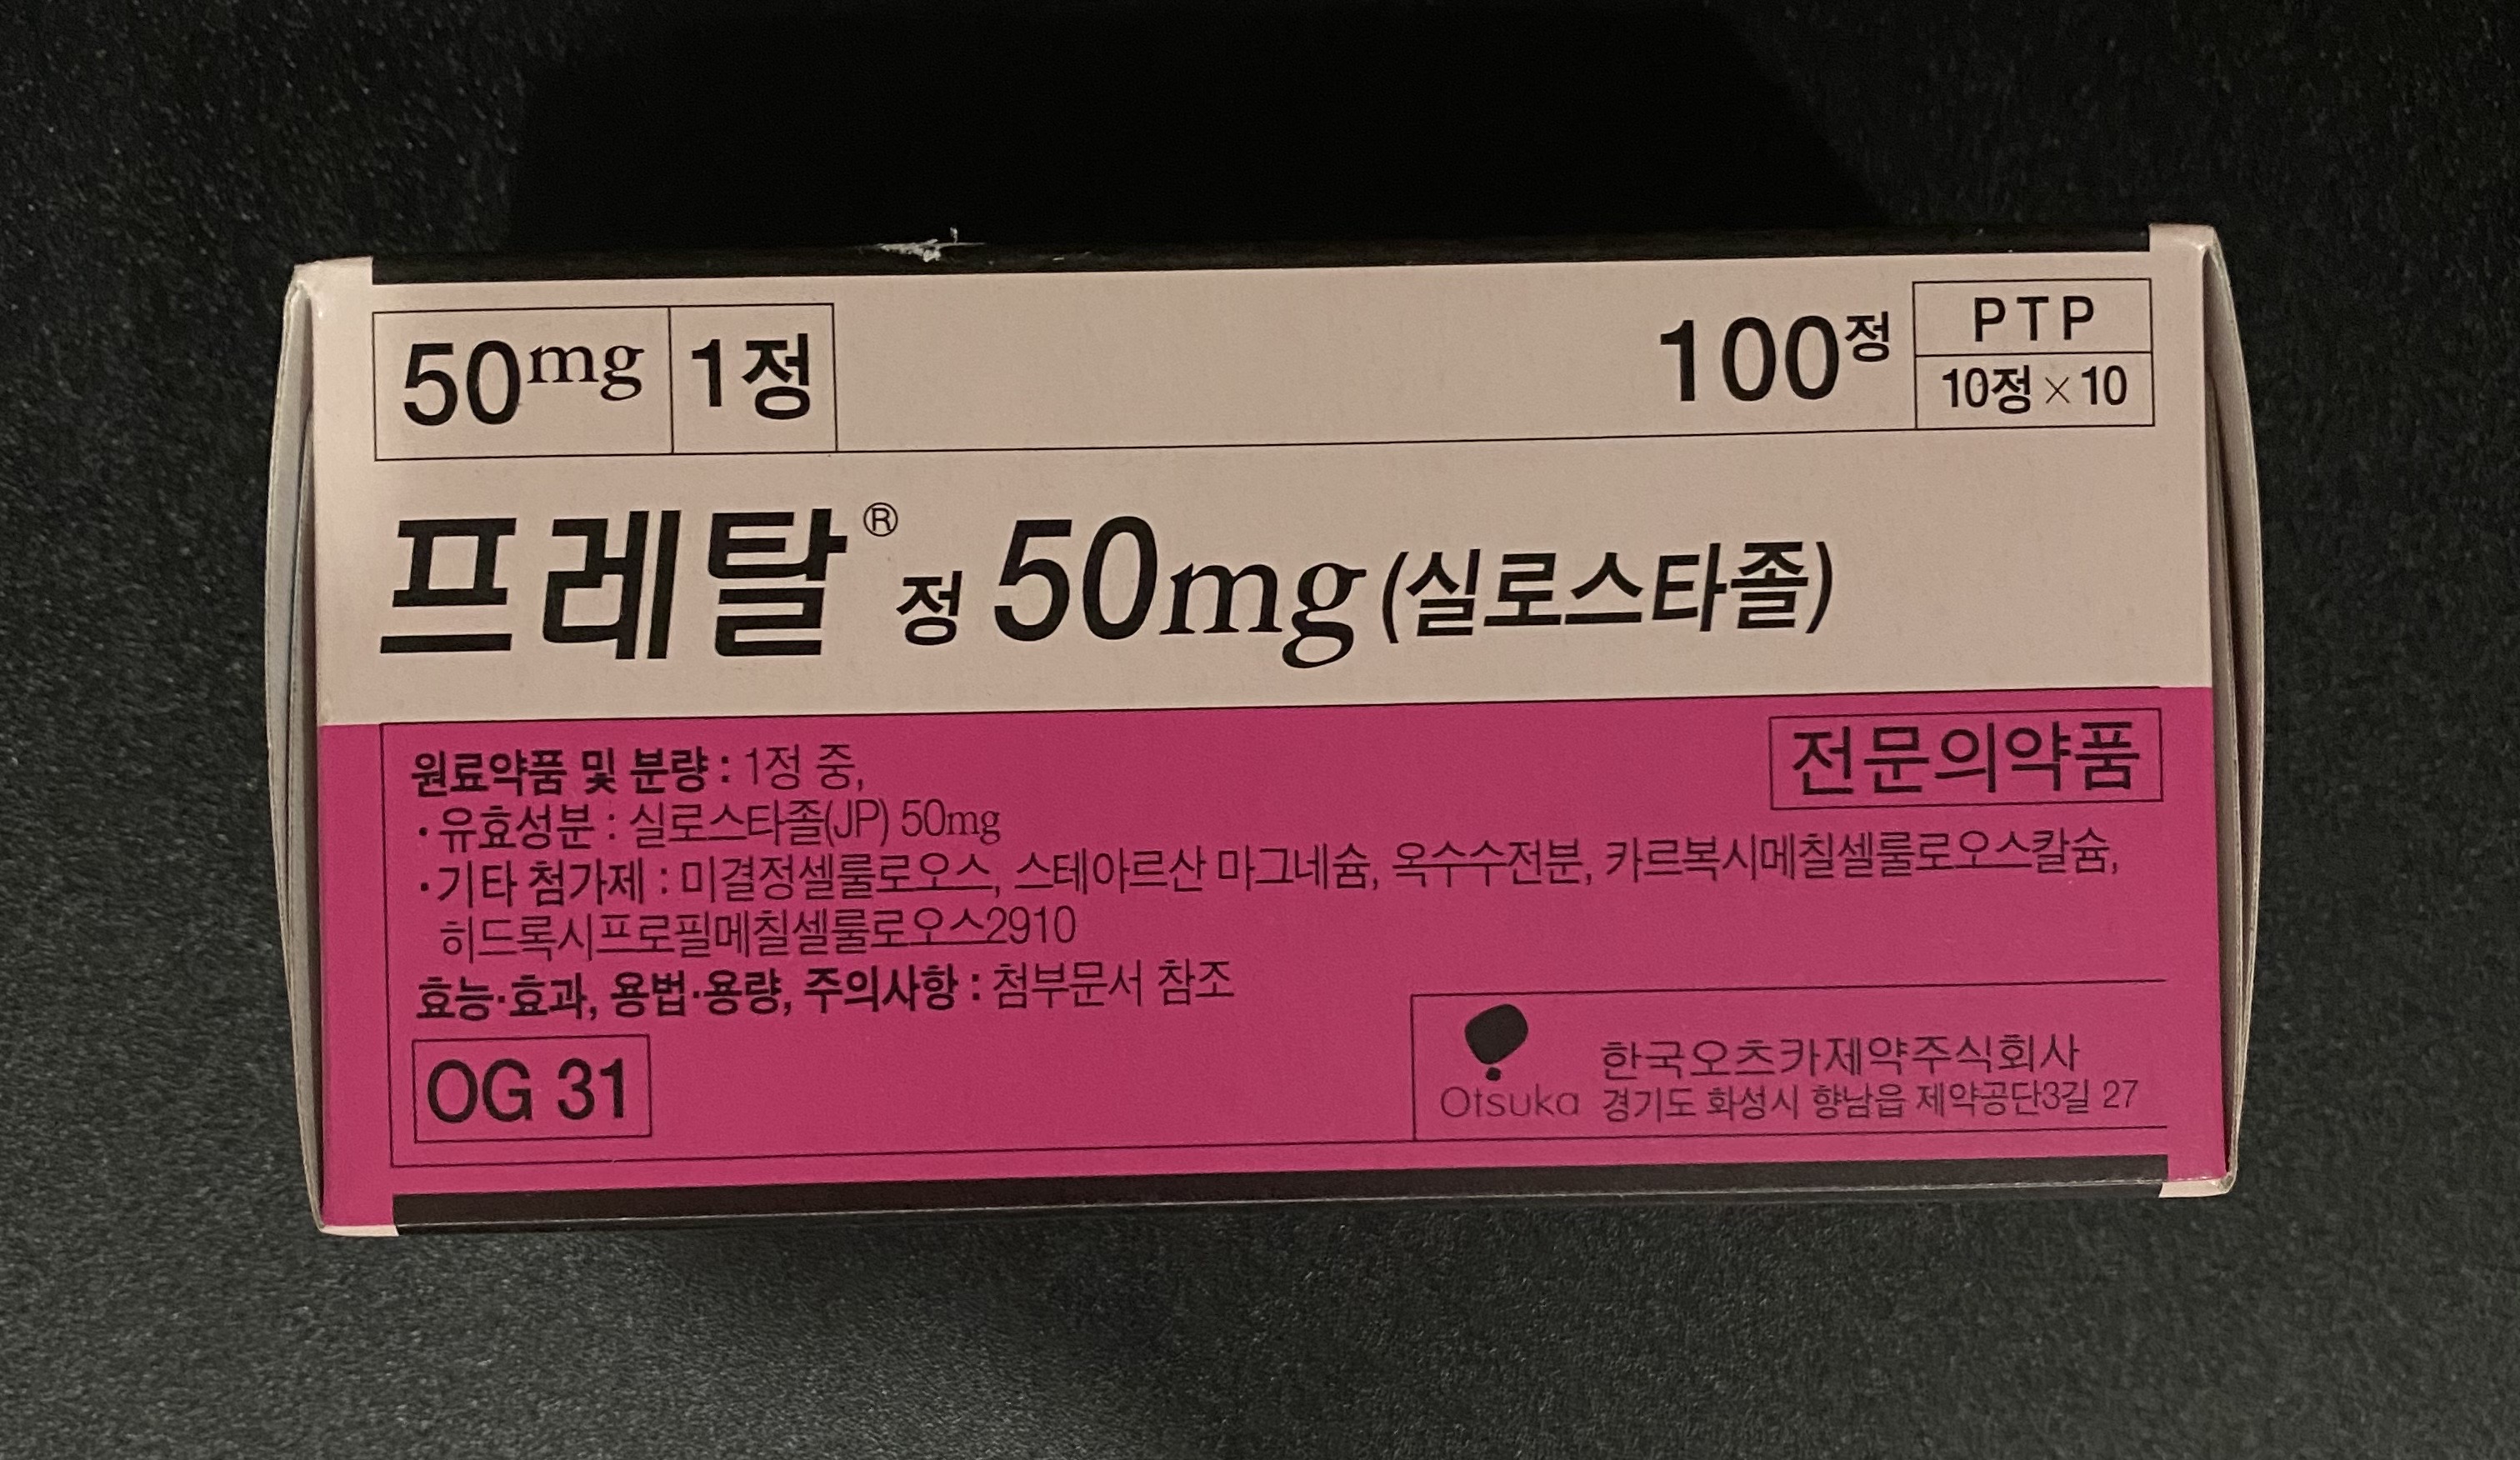 50mg 1정
100정 PTP
10정×10
프레탈® 정 50mg (실로스타졸)
전문의약품
원료약품 및 분량 : 1정 중,
·유효성분 : 실로스타졸(JP) 50mg
·기타 첨가제 : 미결정셀룰로오스, 스테아르산 마그네슘, 옥수수전분, 카르복시메칠셀룰로오스칼슘,
히드록시프로필메칠셀룰로오스2910
효능·효과, 용법·용량, 주의사항 : 첨부문서 참조
OG 31
Otsuka
한국오츠카제약주식회사
경기도 화성시 향남읍 제약공단3길 27